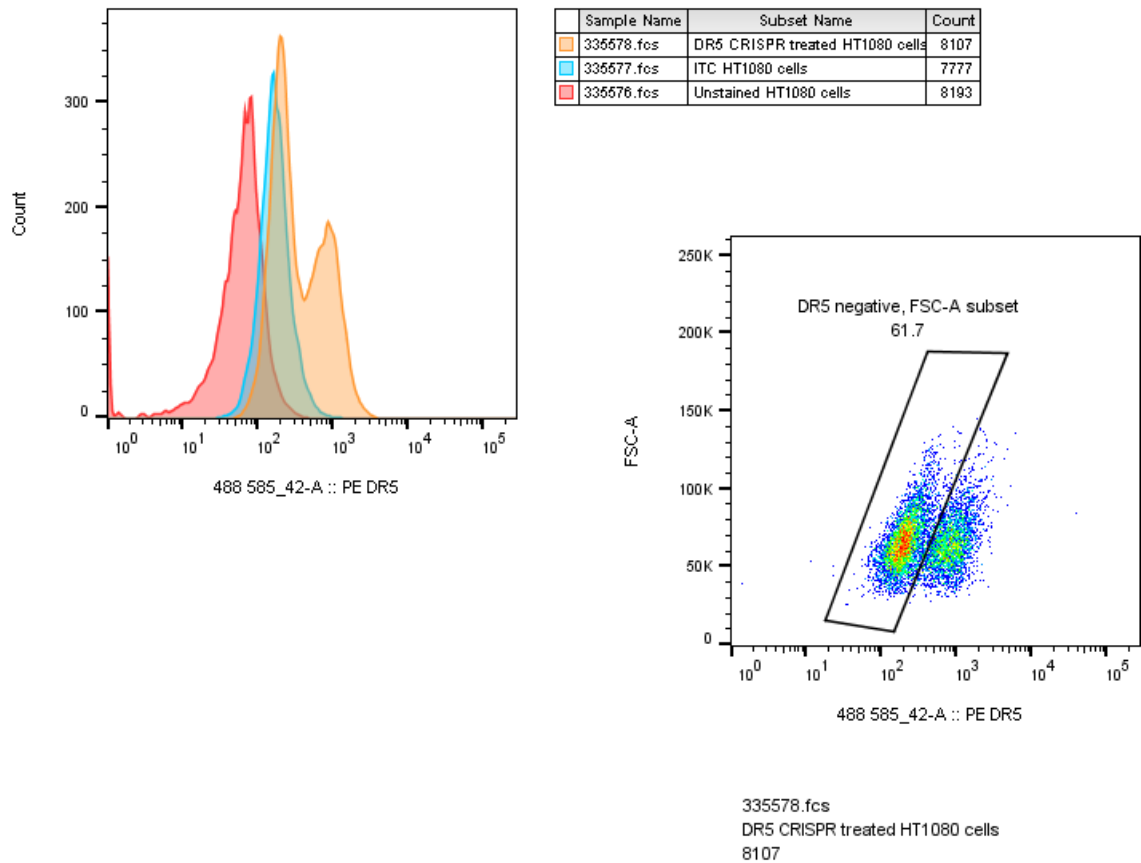 Sample Name Subset Name Count
335578.fcs DR5 CRISPR treated HT1080 cells 8107
335577.fcs ITC HT1080 cells 7777
335576.fcs Unstained HT1080 cells 8193
Count
300
200
100
0
10^0 10^1 10^2 10^3 10^4 10^5
488 585_42-A :: PE DR5
FSC-A
250K
200K
150K
100K
50K
0
DR5 negative, FSC-A subset
61.7
10^0 10^1 10^2 10^3 10^4 10^5
488 585_42-A :: PE DR5
335578.fcs
DR5 CRISPR treated HT1080 cells
8107